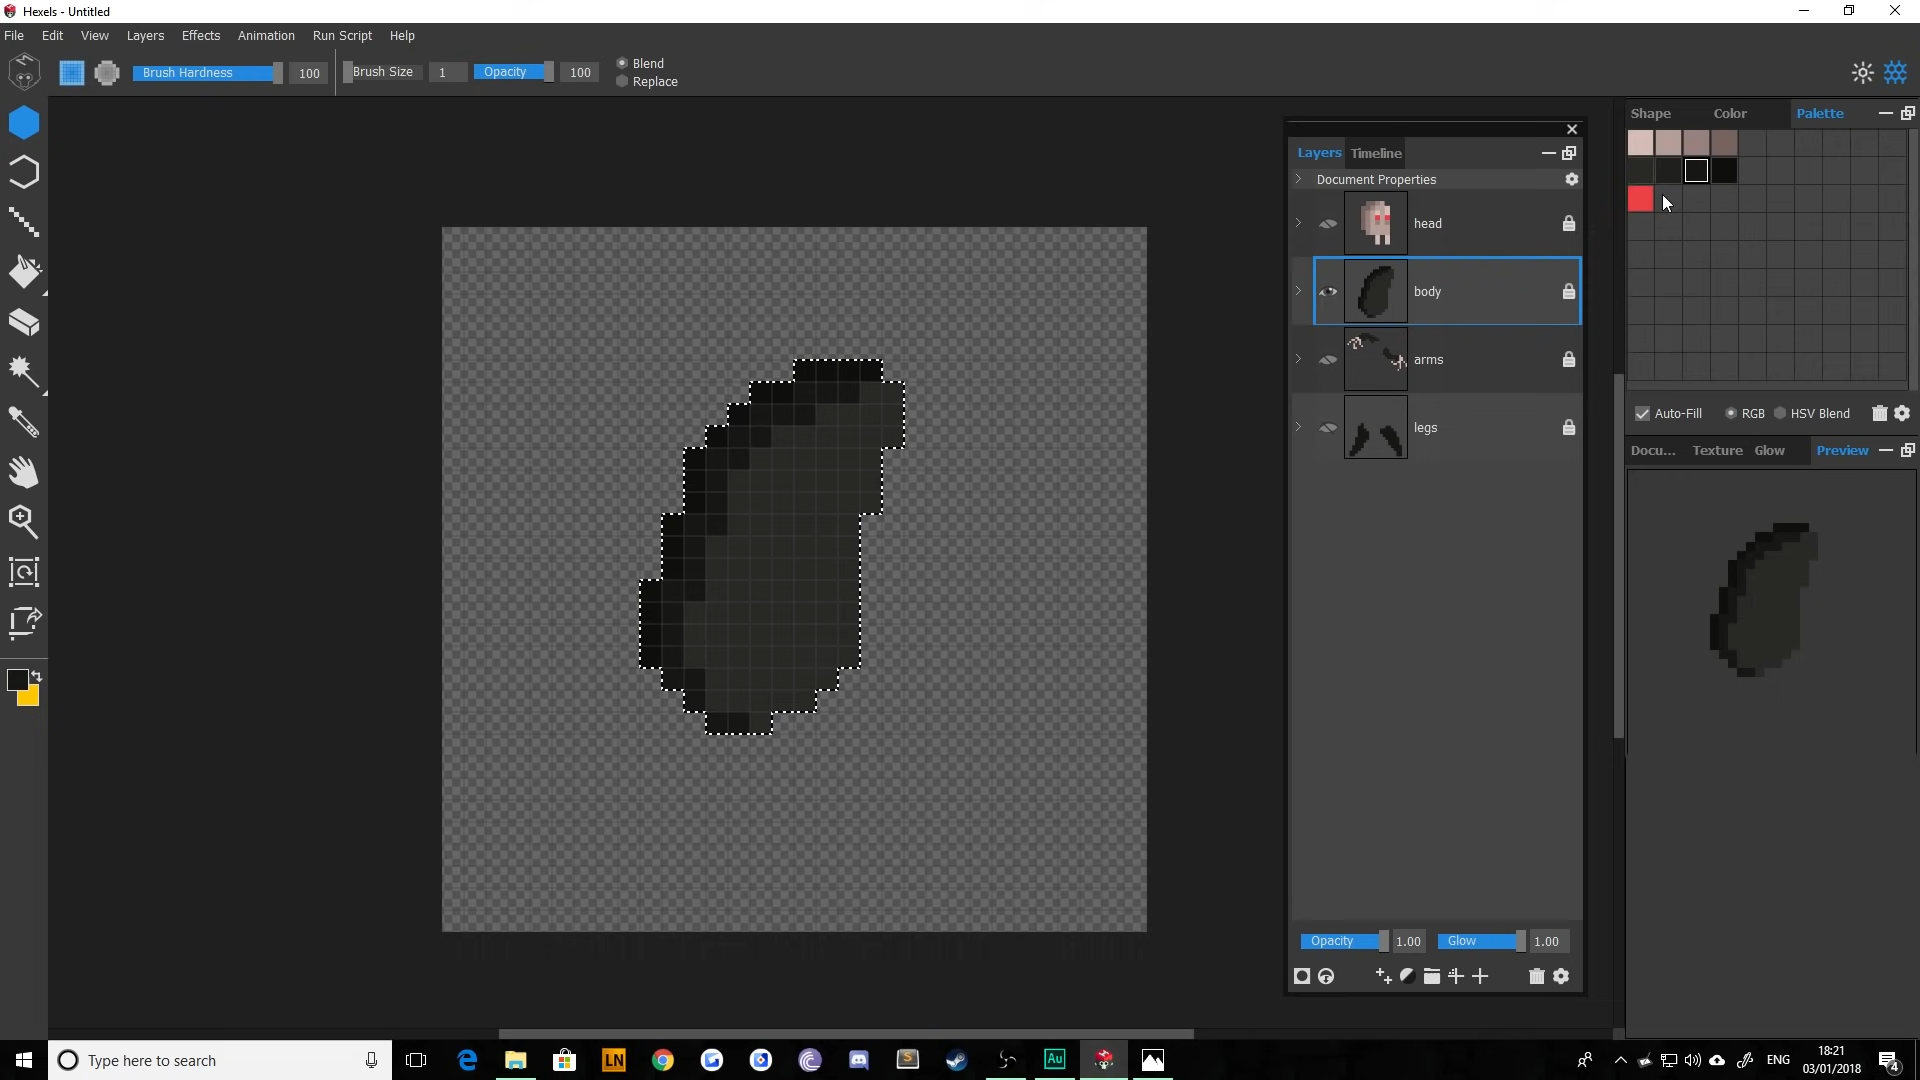 Hexels - Untitled
File Edit View Layers Effects Animation Run Script Help
Brush Hardness 100 Brush Size 1 Opacity 100 Blend
Replace
Shape Color Palette
Layers Timeline
Document Properties
head
body
arms
legs
Auto-Fill RGB HSV Blend
Docu... Texture Glow Preview
Opacity 1.00 Glow 1.00
Type here to search
LN
Au
S
ENG
18:21
03/01/2018
4